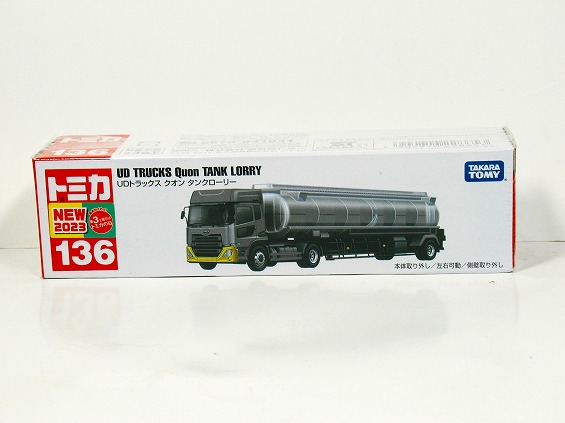 136
トミカ
NEW
2023
136
UD TRUCKS Quon TANK LORRY
UDトラックス クオン タンクローリー
TAKARA
TOMY
本体取り外し/左右可動/側壁取り外し